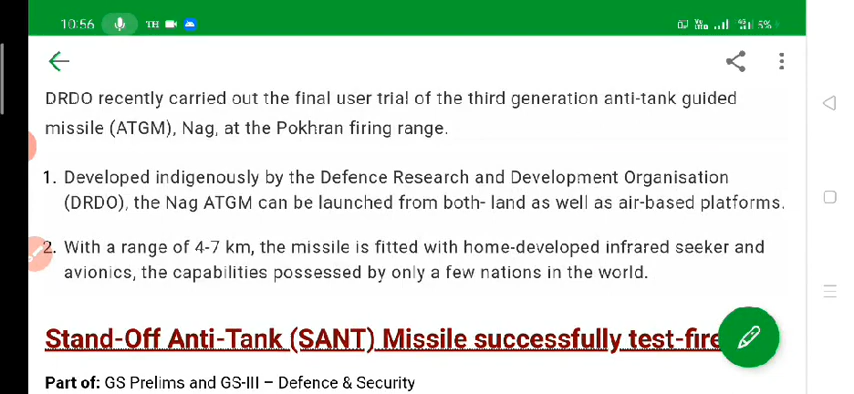 10:56 TH 5%
DRDO recently carried out the final user trial of the third generation anti-tank guided
missile (ATGM), Nag, at the Pokhran firing range.
1. Developed indigenously by the Defence Research and Development Organisation
(DRDO), the Nag ATGM can be launched from both- land as well as air-based platforms.
2. With a range of 4-7 km, the missile is fitted with home-developed infrared seeker and
avionics, the capabilities possessed by only a few nations in the world.
Stand-Off Anti-Tank (SANT) Missile successfully test-fire
Part of: GS Prelims and GS-III – Defence & Security